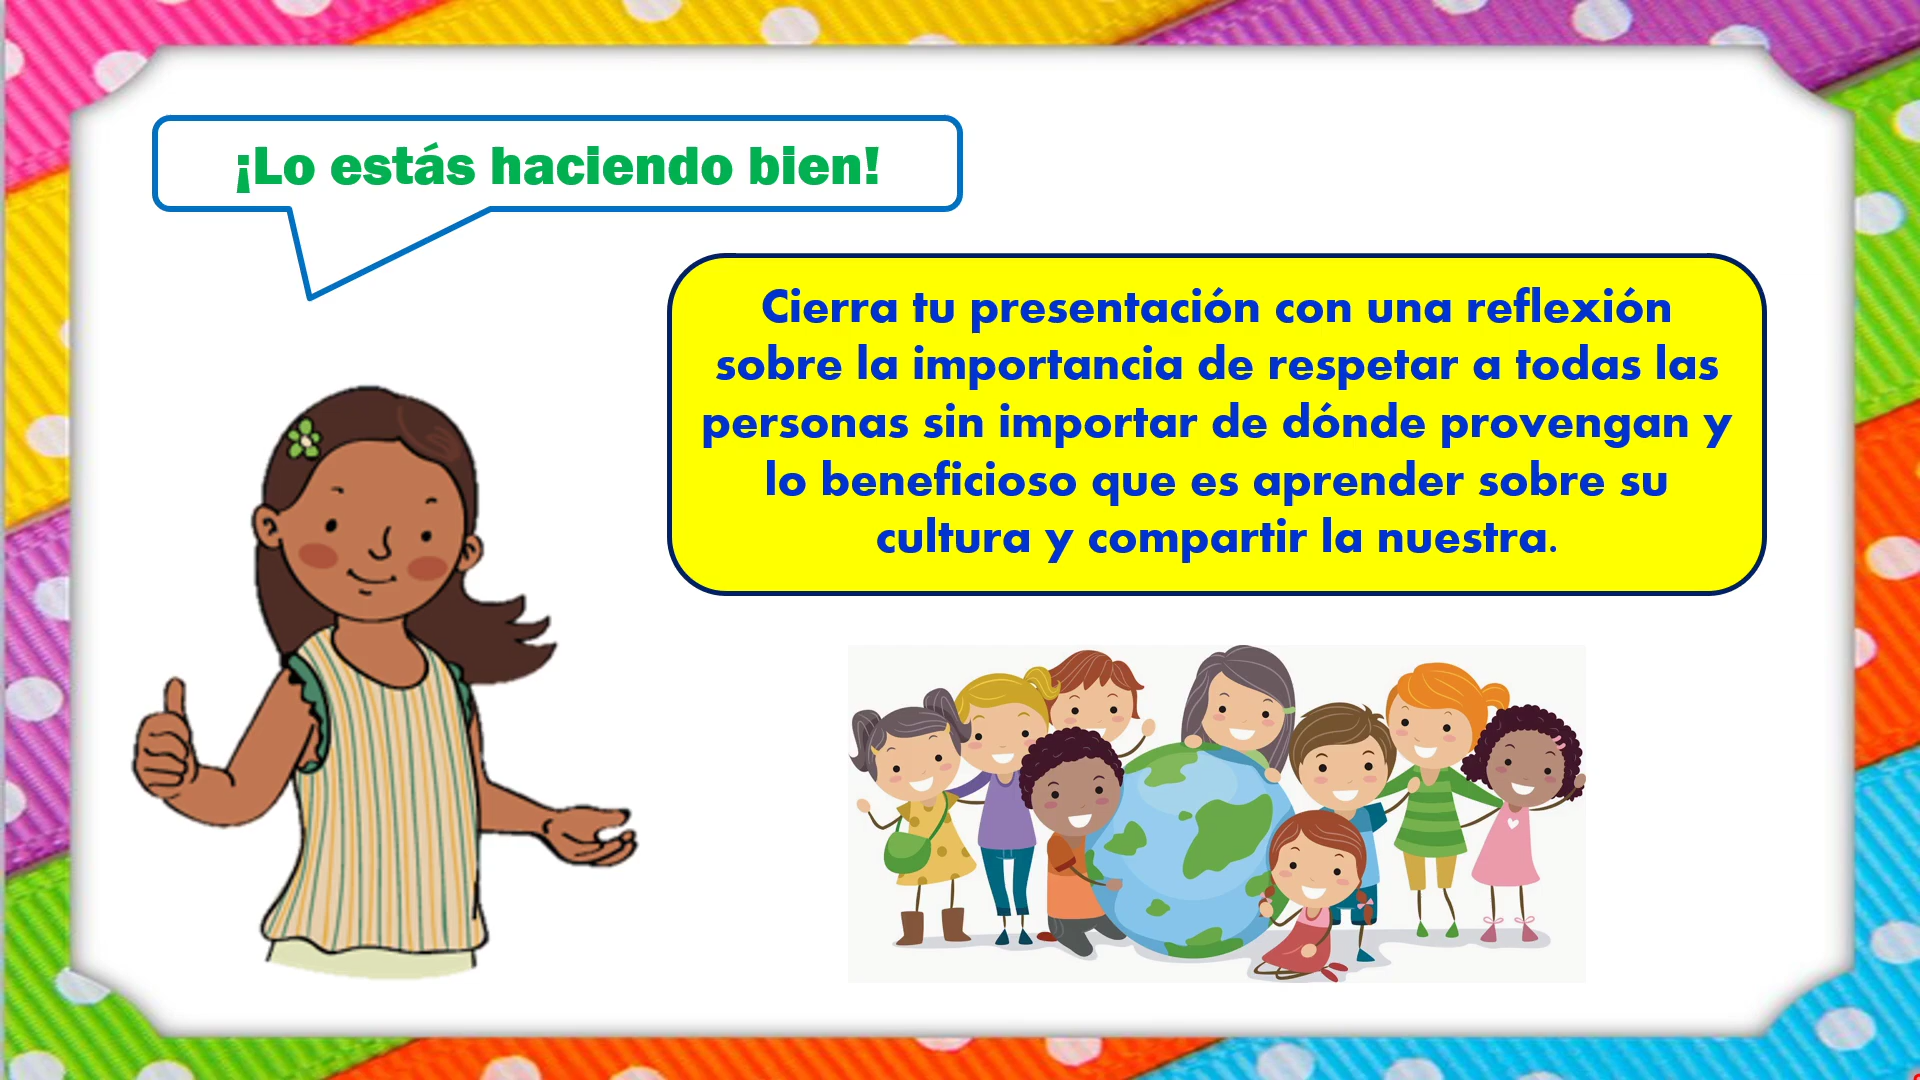 ¡Lo estás haciendo bien!
Cierra tu presentación con una reflexión
sobre la importancia de respetar a todas las
personas sin importar de dónde provengan y
lo beneficioso que es aprender sobre su
cultura y compartir la nuestra.